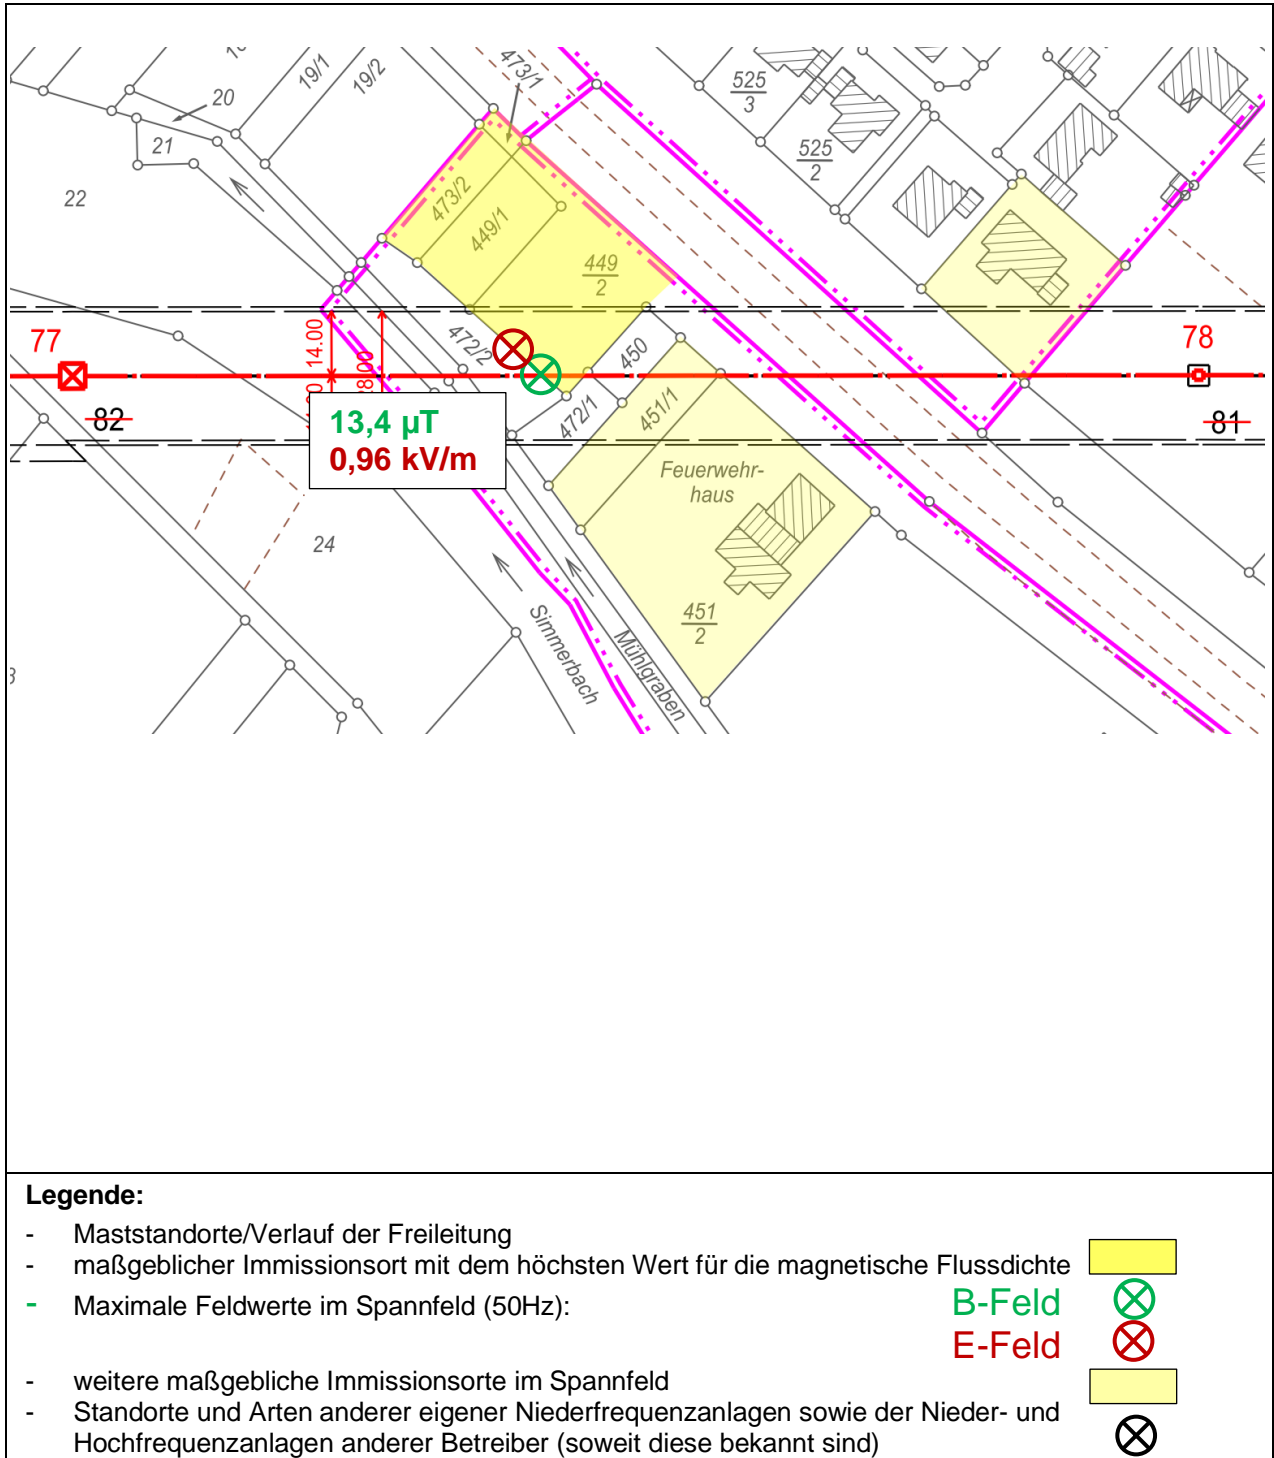 19/1
19/2
473/1
20
21
22
525
3
525
2
473/2
449/1
449
2
77
14.00
28.00
472/2
450
78
82
472/1
451/1
81
13,4 µT
0,96 kV/m
Feuerwehr-
haus
24
451
2
Simmerbach
Mühlgraben
Legende:
- Maststandorte/Verlauf der Freileitung
- maßgeblicher Immissionsort mit dem höchsten Wert für die magnetische Flussdichte
- Maximale Feldwerte im Spannfeld (50Hz): B-Feld
E-Feld
- weitere maßgebliche Immissionsorte im Spannfeld
- Standorte und Arten anderer eigener Niederfrequenzanlagen sowie der Nieder- und
Hochfrequenzanlagen anderer Betreiber (soweit diese bekannt sind)